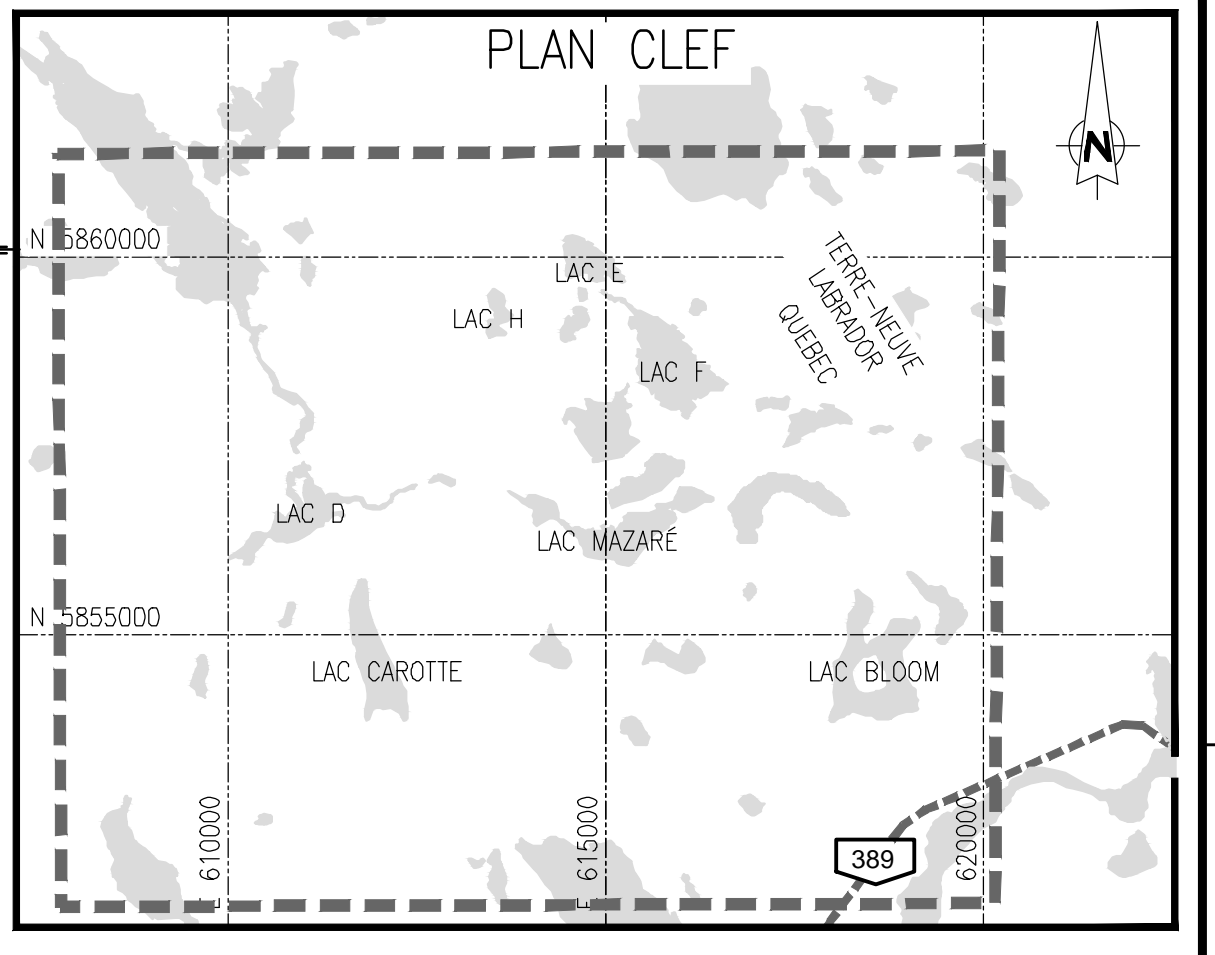 PLAN CLEF
N
N 5860000
TERRE-NEUVE
LABRADOR
QUEBEC
LAC E
LAC H
LAC F
LAC D
LAC MAZARÉ
N 5855000
LAC CAROTTE
LAC BLOOM
E 610000
E 615000
620000
389